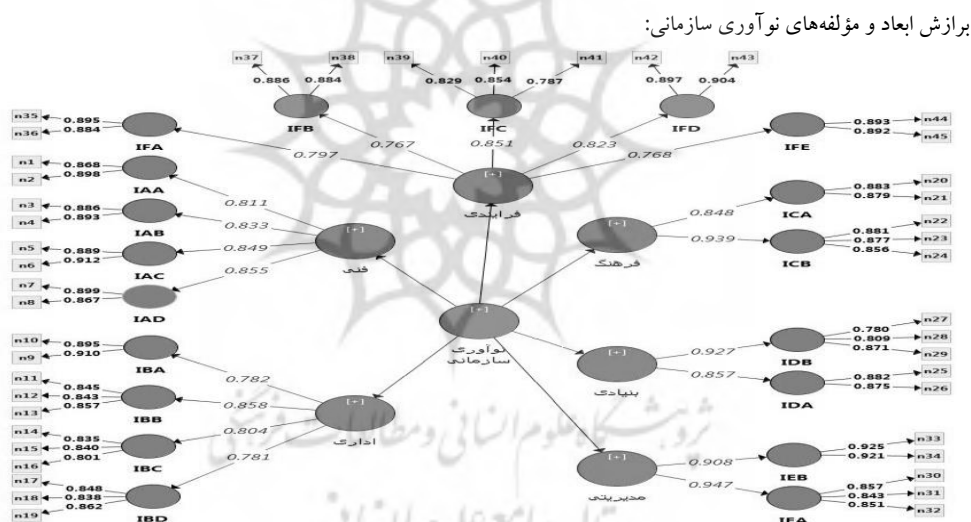 برازش ابعاد و مؤلفه‌های نوآوری سازمانی:
n37 n38 n39 n40 n41 n42 n43
0.886 0.884 0.829 0.854 0.787 0.897 0.904
IFB IFC IFD
n35 0.895
n36 0.884
IFA
0.797 0.767 0.851 0.823 0.768
0.893 n44
0.892 n45
IFE
[+]
فرایندی
n1 0.868
n2 0.898
IAA
n3 0.886
n4 0.893
IAB
n5 0.889
n6 0.912
IAC
n7 0.899
n8 0.867
IAD
0.811
0.833
0.849
0.855
[+]
فنی
[+]
فرهنگ
0.848
0.939
0.883 n20
0.879 n21
ICA
0.881 n22
0.877 n23
0.856 n24
ICB
[+]
نوآوری
سازمانی
n10 0.895
n9 0.910
IBA
n11 0.845
n12 0.843
n13 0.857
IBB
n14 0.835
n15 0.840
n16 0.801
IBC
n17 0.848
n18 0.838
n19 0.862
IBD
0.782
0.858
0.804
0.781
[+]
اداری
[+]
بنیادی
0.927
0.857
0.780 n27
0.809 n28
0.871 n29
IDB
0.882 n25
0.875 n26
IDA
[+]
مدیریتی
0.908
0.947
0.925 n33
0.921 n34
IEB
0.857 n30
0.843 n31
0.851 n32
IEA
پژوهشگاه علوم انسانی و مطالعات فرهنگی